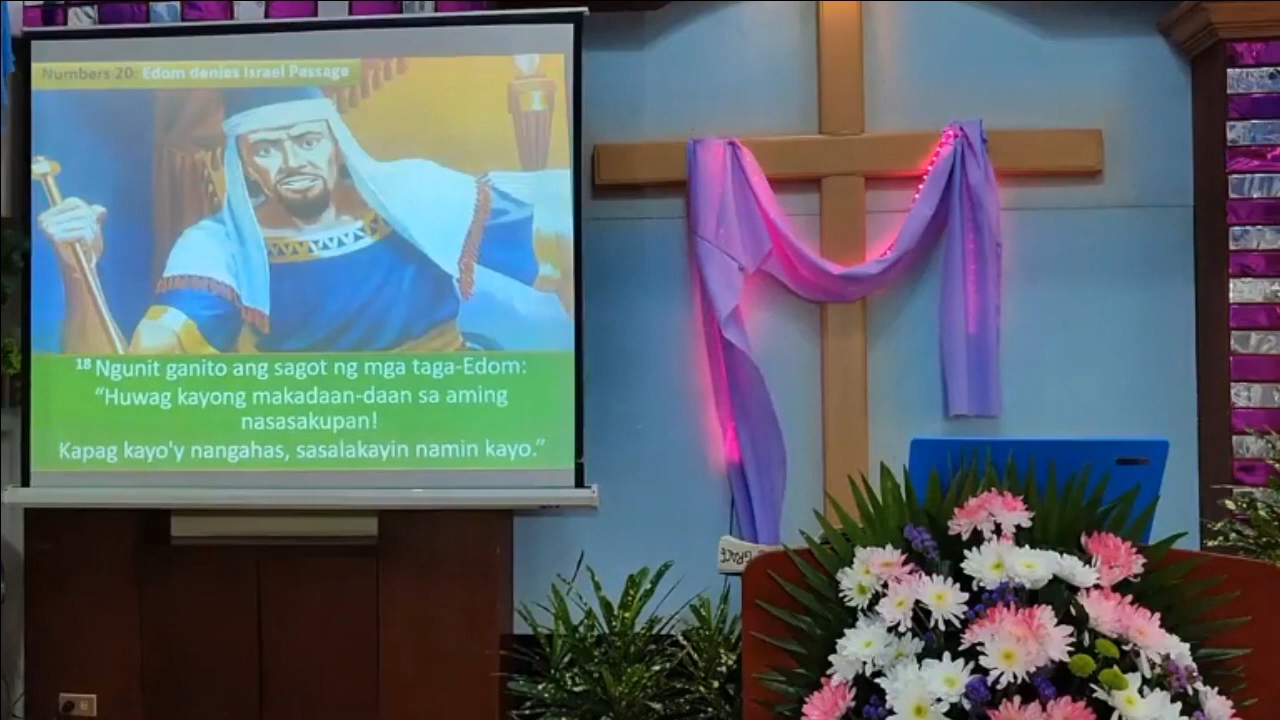 Numbers 20: Edom denies Israel Passage
18 Ngunit ganito ang sagot ng mga taga-Edom:
“Huwag kayong makadaan-daan sa aming
nasasakupan!
Kapag kayo'y nangahas, sasalakayin namin kayo.”
GRACE